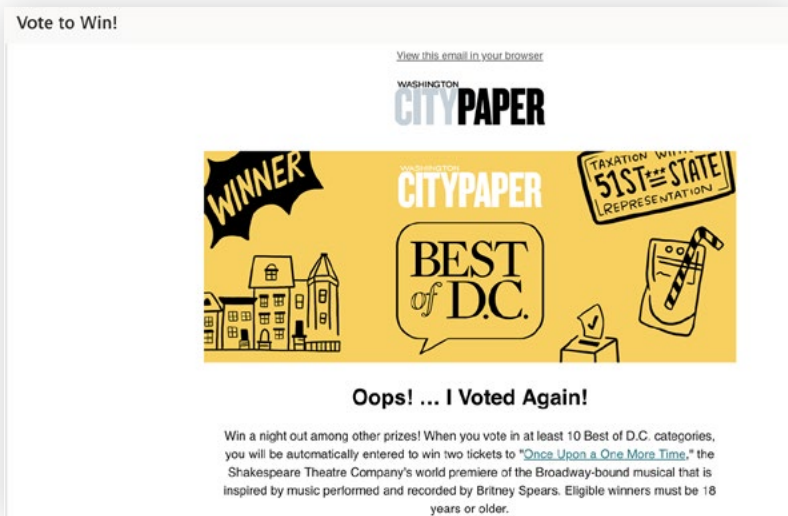 Vote to Win!
View this email in your browser
WASHINGTON
CITYPAPER
WINNER
WASHINGTON
CITYPAPER
TAXATION WITH
51ST STATE
REPRESENTATION
BEST
of D.C.
Oops! ... I Voted Again!
Win a night out among other prizes! When you vote in at least 10 Best of D.C. categories,
you will be automatically entered to win two tickets to "Once Upon a One More Time," the
Shakespeare Theatre Company's world premiere of the Broadway-bound musical that is
inspired by music performed and recorded by Britney Spears. Eligible winners must be 18
years or older.